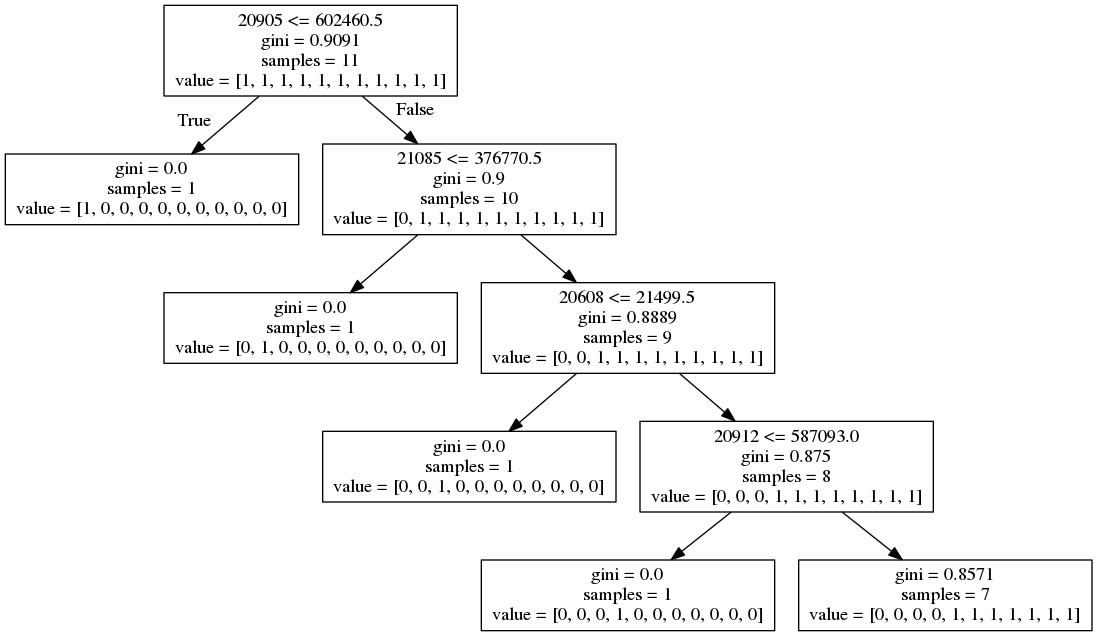 20905 <= 602460.5
gini = 0.9091
samples = 11
value = [1, 1, 1, 1, 1, 1, 1, 1, 1, 1, 1]
True
False
gini = 0.0
samples = 1
value = [1, 0, 0, 0, 0, 0, 0, 0, 0, 0, 0]
21085 <= 376770.5
gini = 0.9
samples = 10
value = [0, 1, 1, 1, 1, 1, 1, 1, 1, 1, 1]
gini = 0.0
samples = 1
value = [0, 1, 0, 0, 0, 0, 0, 0, 0, 0, 0]
20608 <= 21499.5
gini = 0.8889
samples = 9
value = [0, 0, 1, 1, 1, 1, 1, 1, 1, 1, 1]
gini = 0.0
samples = 1
value = [0, 0, 1, 0, 0, 0, 0, 0, 0, 0, 0]
20912 <= 587093.0
gini = 0.875
samples = 8
value = [0, 0, 0, 1, 1, 1, 1, 1, 1, 1, 1]
gini = 0.0
samples = 1
value = [0, 0, 0, 1, 0, 0, 0, 0, 0, 0, 0]
gini = 0.8571
samples = 7
value = [0, 0, 0, 0, 1, 1, 1, 1, 1, 1, 1]